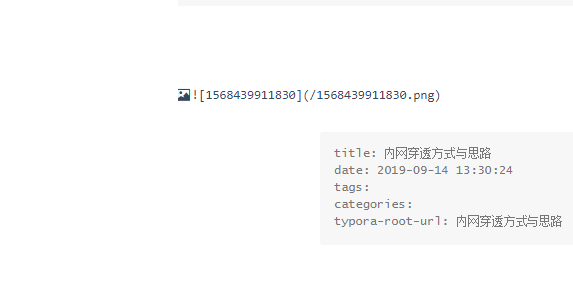 ![1568439911830](/1568439911830.png)
title: 内网穿透方式与思路
date: 2019-09-14 13:30:24
tags:
categories:
typora-root-url: 内网穿透方式与思路